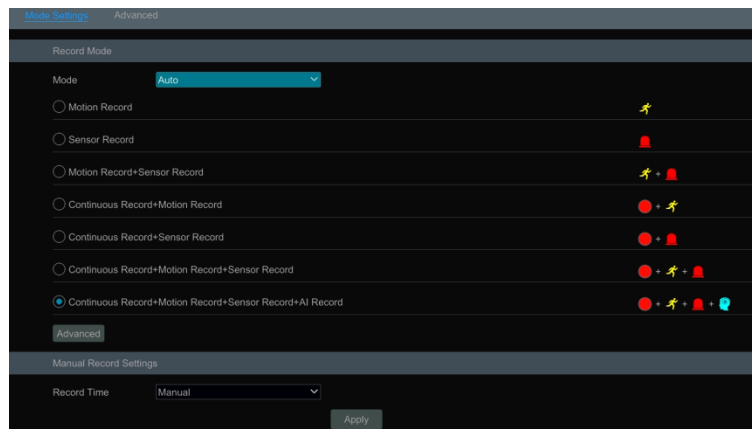 Mode Settings Advanced
Record Mode
Mode Auto
Motion Record
Sensor Record
Motion Record+Sensor Record +
Continuous Record+Motion Record +
Continuous Record+Sensor Record +
Continuous Record+Motion Record+Sensor Record + +
Continuous Record+Motion Record+Sensor Record+AI Record + + +
Advanced
Manual Record Settings
Record Time Manual
Apply